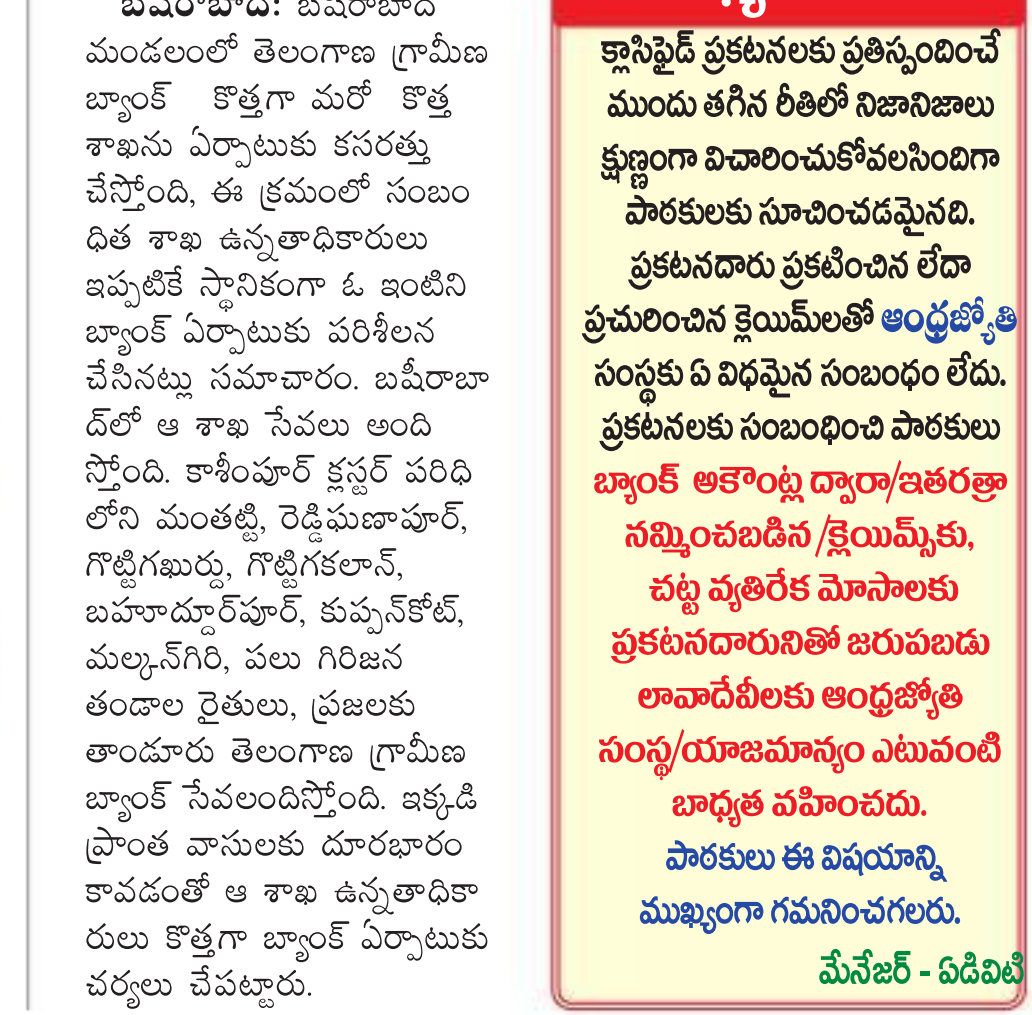 బషీరాబాద్: బషీరాబాద్
మండలంలో తెలంగాణ గ్రామీణ
బ్యాంక్ కొత్తగా మరో కొత్త
శాఖను ఏర్పాటుకు కసరత్తు
చేస్తోంది, ఈ క్రమంలో సంబం
ధిత శాఖ ఉన్నతాధికారులు
ఇప్పటికే స్థానికంగా ఓ ఇంటిని
బ్యాంక్ ఏర్పాటుకు పరిశీలన
చేసినట్లు సమాచారం. బషీరాబా
ద్‌లో ఆ శాఖ సేవలు అంది
స్తోంది. కాశీంపూర్ క్లస్టర్ పరిధి
లోని మంతట్టి, రెడ్డిఘణాపూర్,
గొట్టిగఖుర్దు, గొట్టిగకలాన్,
బహూద్దూర్‌పూర్, కుప్పన్‌కోట్,
మల్కన్‌గిరి, పలు గిరిజన
తండాల రైతులు, ప్రజలకు
తాండూరు తెలంగాణ గ్రామీణ
బ్యాంక్ సేవలందిస్తోంది. ఇక్కడి
ప్రాంత వాసులకు దూరభారం
కావడంతో ఆ శాఖ ఉన్నతాధికా
రులు కొత్తగా బ్యాంక్ ఏర్పాటుకు
చర్యలు చేపట్టారు.
క్లాసిఫైడ్ ప్రకటనలకు ప్రతిస్పందించే
ముందు తగిన రీతిలో నిజానిజాలు
క్షుణ్ణంగా విచారించుకోవలసిందిగా
పాఠకులకు సూచించడమైనది.
ప్రకటనదారు ప్రకటించిన లేదా
ప్రచురించిన క్లెయిమ్‌లతో ఆంధ్రజ్యోతి
సంస్థకు ఏ విధమైన సంబంధం లేదు.
ప్రకటనలకు సంబంధించి పాఠకులు
బ్యాంక్ అకౌంట్ల ద్వారా/ఇతరత్రా
నమ్మించబడిన /క్లెయిమ్స్‌కు,
చట్ట వ్యతిరేక మోసాలకు
ప్రకటనదారునితో జరుపబడు
లావాదేవీలకు ఆంధ్రజ్యోతి
సంస్థ/యాజమాన్యం ఎటువంటి
బాధ్యత వహించదు.
పాఠకులు ఈ విషయాన్ని
ముఖ్యంగా గమనించగలరు.
మేనేజర్ - ఏడివిటి